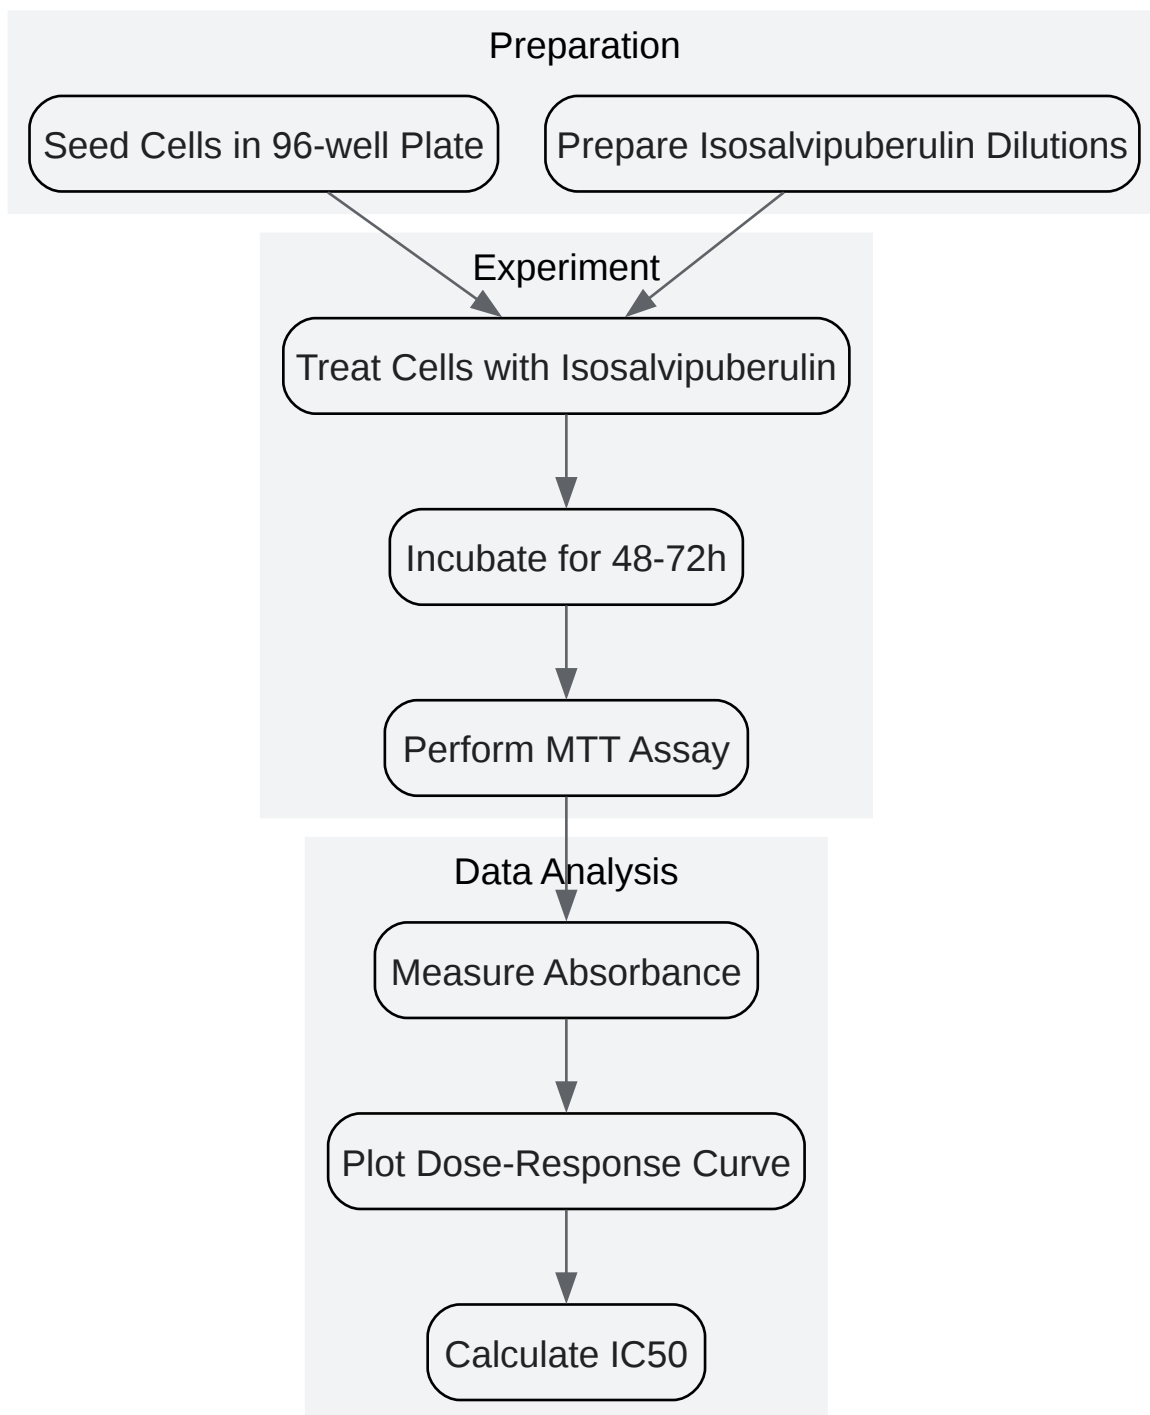 Preparation
Seed Cells in 96-well Plate
Prepare Isosalvipuberulin Dilutions
Experiment
Treat Cells with Isosalvipuberulin
Incubate for 48-72h
Perform MTT Assay
Data Analysis
Measure Absorbance
Plot Dose-Response Curve
Calculate IC50